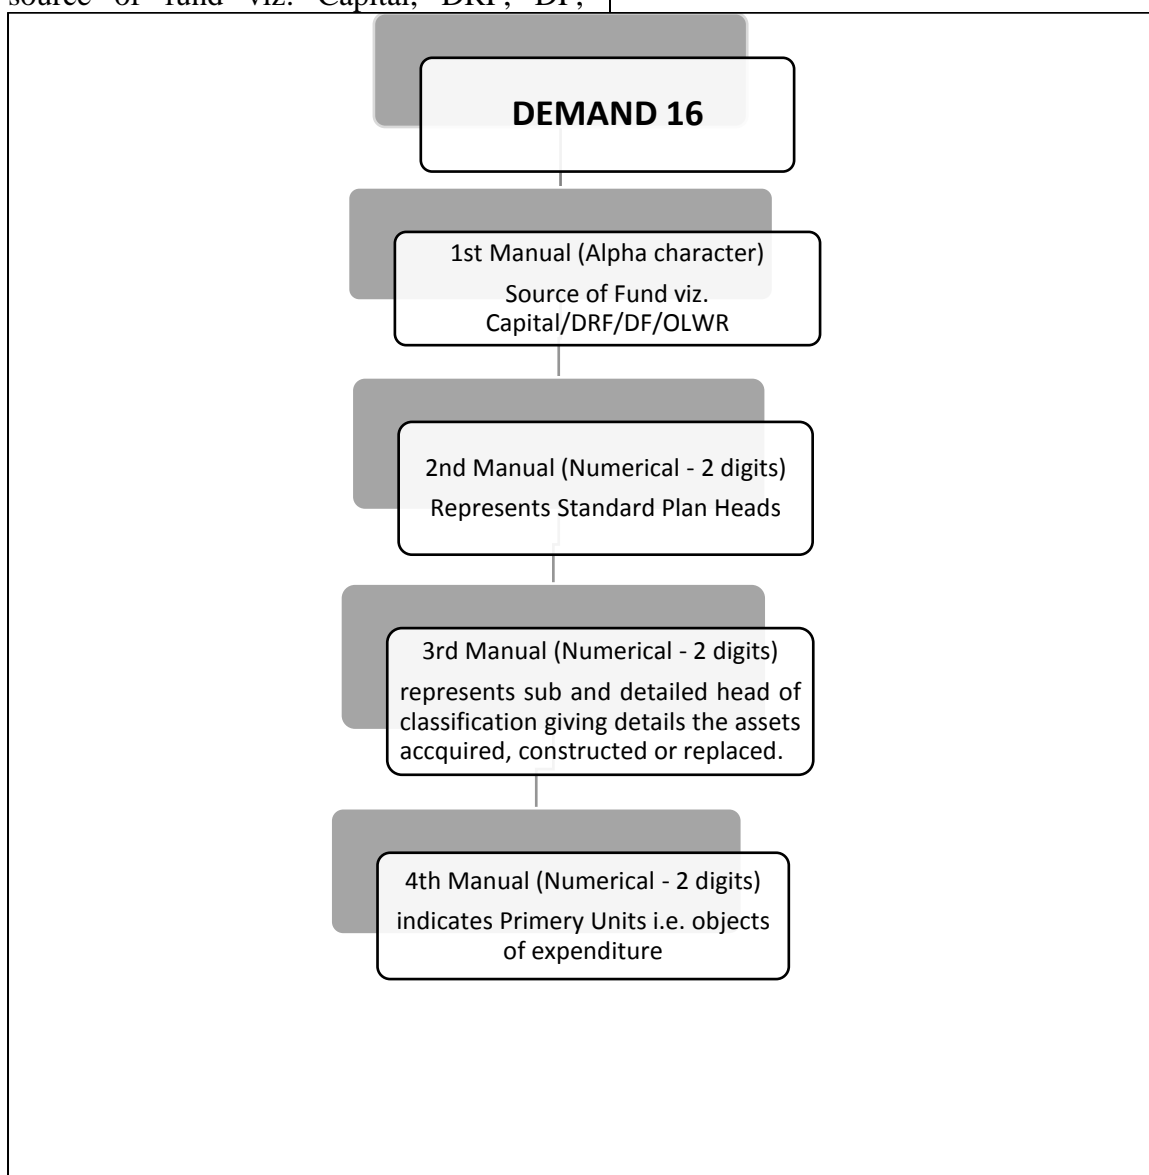 source of fund viz. Capital, DRF, DF,
DEMAND 16
1st Manual (Alpha character)
Source of Fund viz.
Capital/DRF/DF/OLWR
2nd Manual (Numerical - 2 digits)
Represents Standard Plan Heads
3rd Manual (Numerical - 2 digits)
represents sub and detailed head of
classification giving details the assets
accquired, constructed or replaced.
4th Manual (Numerical - 2 digits)
indicates Primery Units i.e. objects
of expenditure